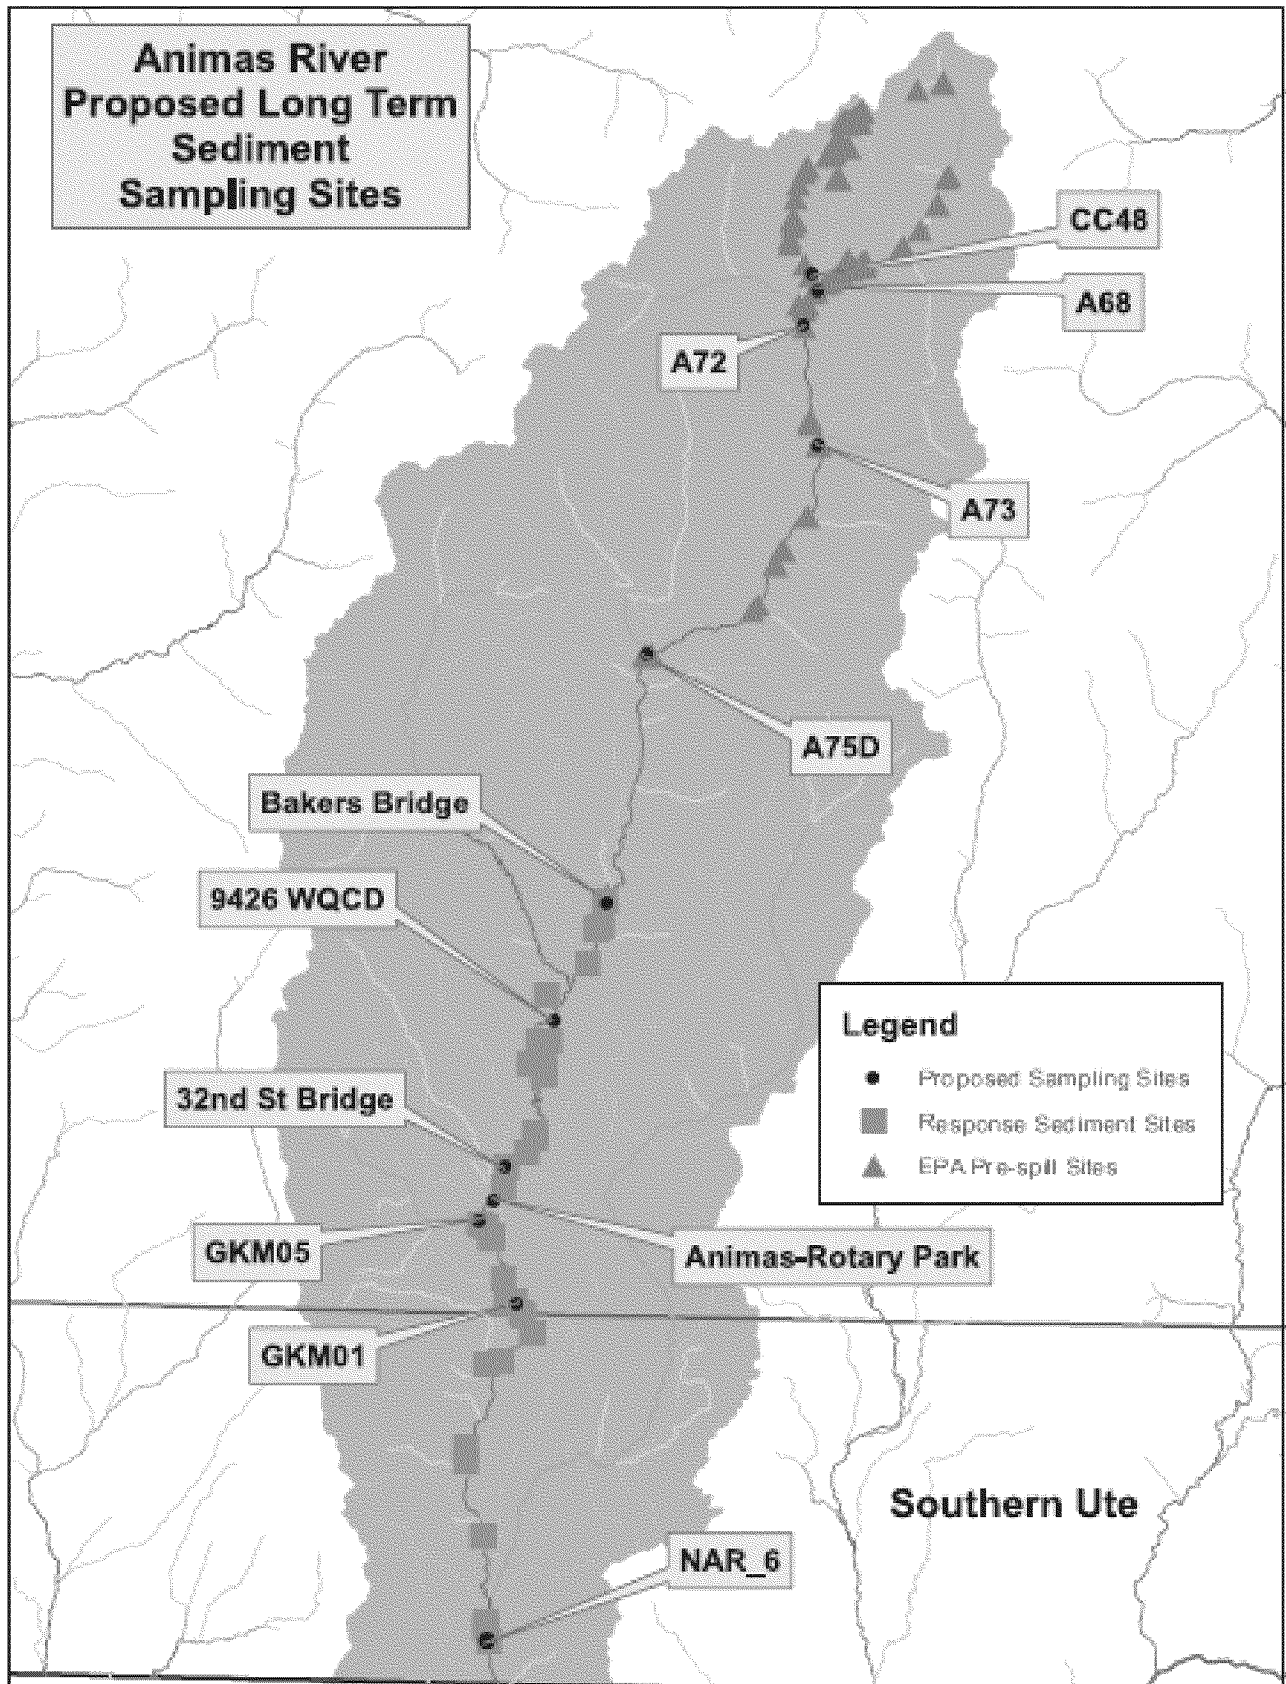 Animas River
Proposed Long Term
Sediment
Sampling Sites
CC48
A68
A72
A73
A75D
Bakers Bridge
9426 WQCD
Legend
Proposed Sampling Sites
Response Sediment Sites
EPA Pre-spill Sites
32nd St Bridge
GKM05
Animas-Rotary Park
GKM01
Southern Ute
NAR_6